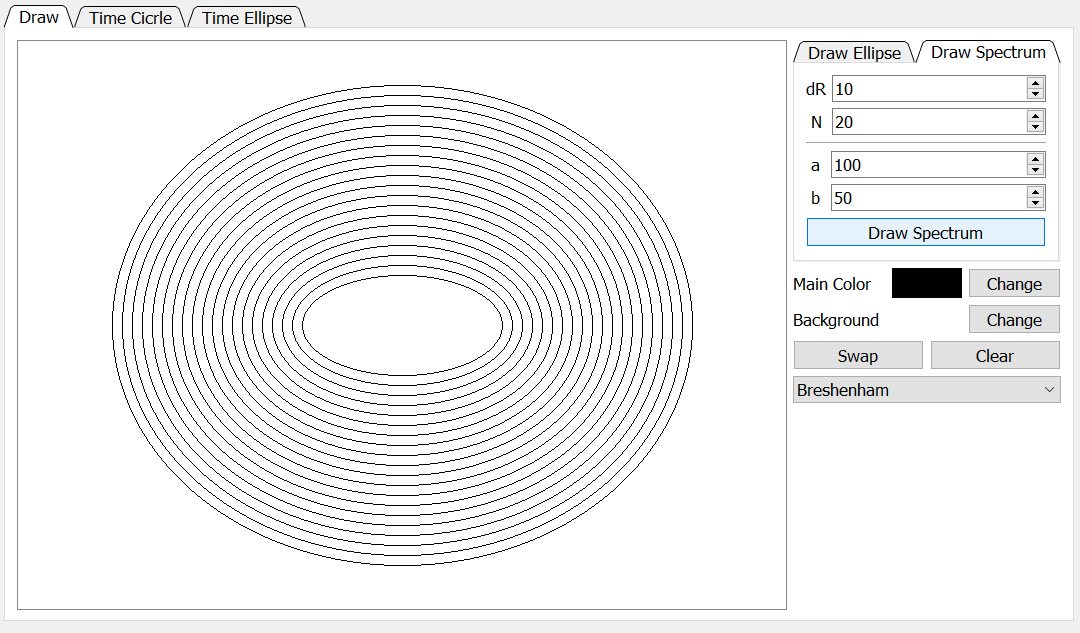 Draw Time Cicrle Time Ellipse
Draw Ellipse Draw Spectrum
dR 10
N 20
a 100
b 50
Draw Spectrum
Main Color Change
Background Change
Swap Clear
Breshenham